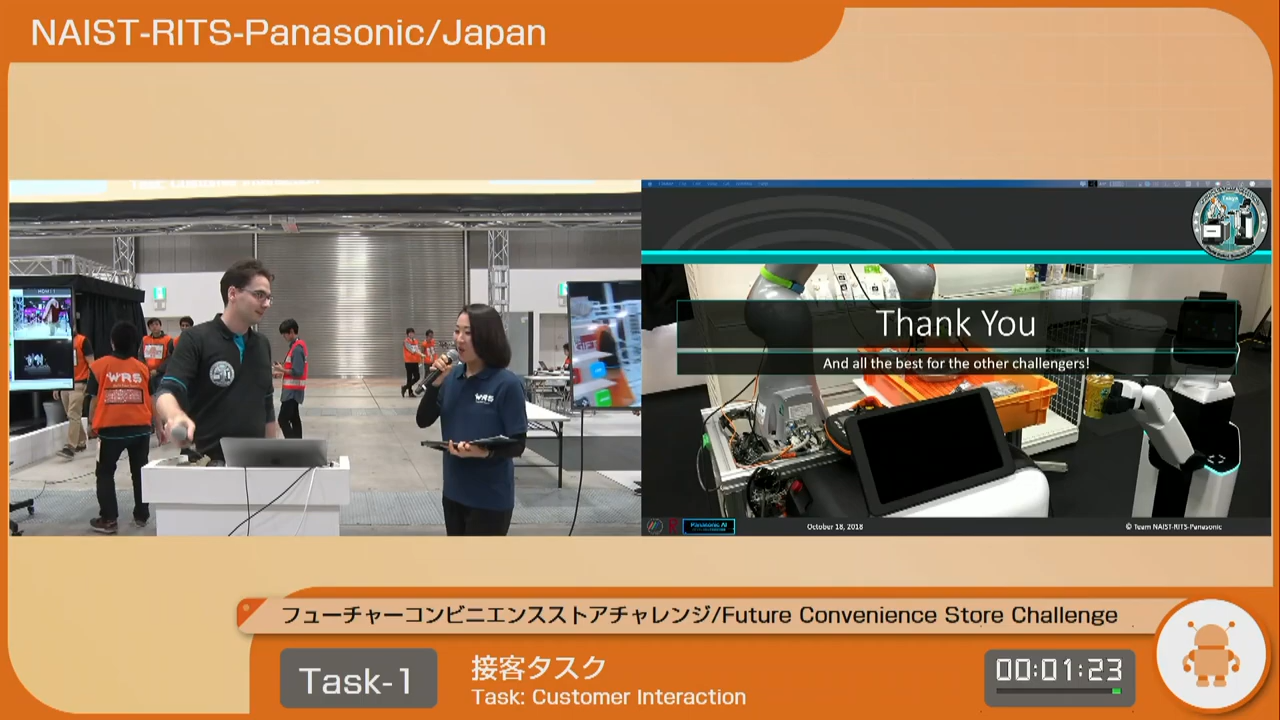 NAIST-RITS-Panasonic/Japan
WRS
WRS
Thank You
And all the best for the other challengers!
Panasonic AI
October 18, 2018
© Team NAIST-RITS-Panasonic
フューチャーコンビニエンスストアチャレンジ/Future Convenience Store Challenge
Task-1
接客タスク
Task: Customer Interaction
00:01:23